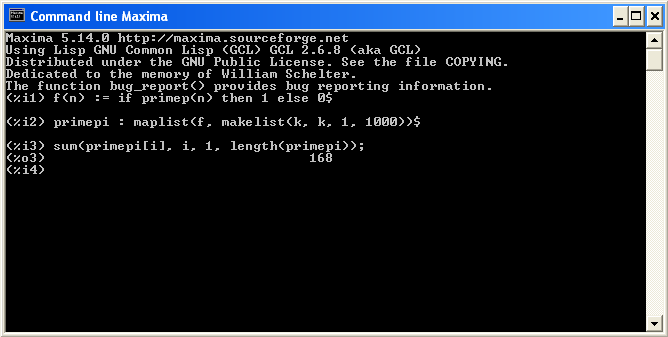 Command line Maxima
Maxima 5.14.0 http://maxima.sourceforge.net
Using Lisp GNU Common Lisp (GCL) GCL 2.6.8 (aka GCL)
Distributed under the GNU Public License. See the file COPYING.
Dedicated to the memory of William Schelter.
The function bug_report() provides bug reporting information.
(%i1) f(n) := if primep(n) then 1 else 0$
(%i2) primepi : maplist(f, makelist(k, k, 1, 1000))$
(%i3) sum(primepi[i], i, 1, length(primepi));
(%o3) 168
(%i4)